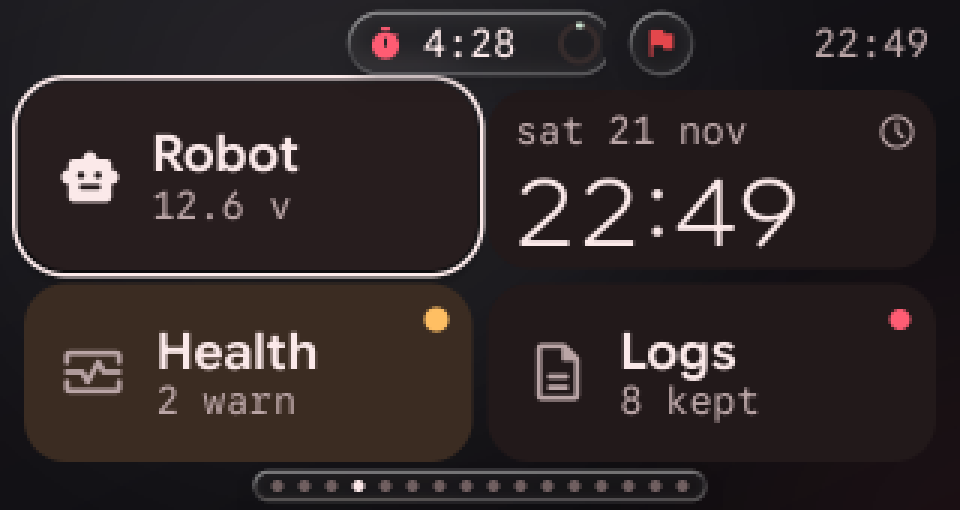 4:28
22:49
Robot
12.6 v
sat 21 nov
22:49
Health
2 warn
Logs
8 kept